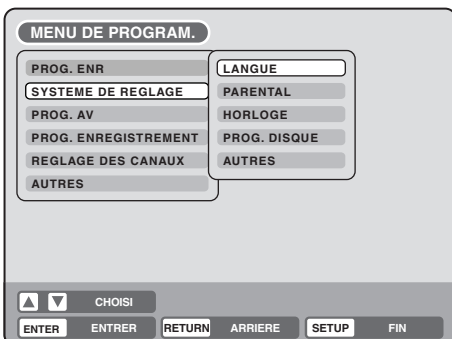 MENU DE PROGRAM.
PROG. ENR
SYSTEME DE REGLAGE
PROG. AV
PROG. ENREGISTREMENT
REGLAGE DES CANAUX
AUTRES
LANGUE
PARENTAL
HORLOGE
PROG. DISQUE
AUTRES
CHOISI
ENTER ENTRER RETURN ARRIERE SETUP FIN